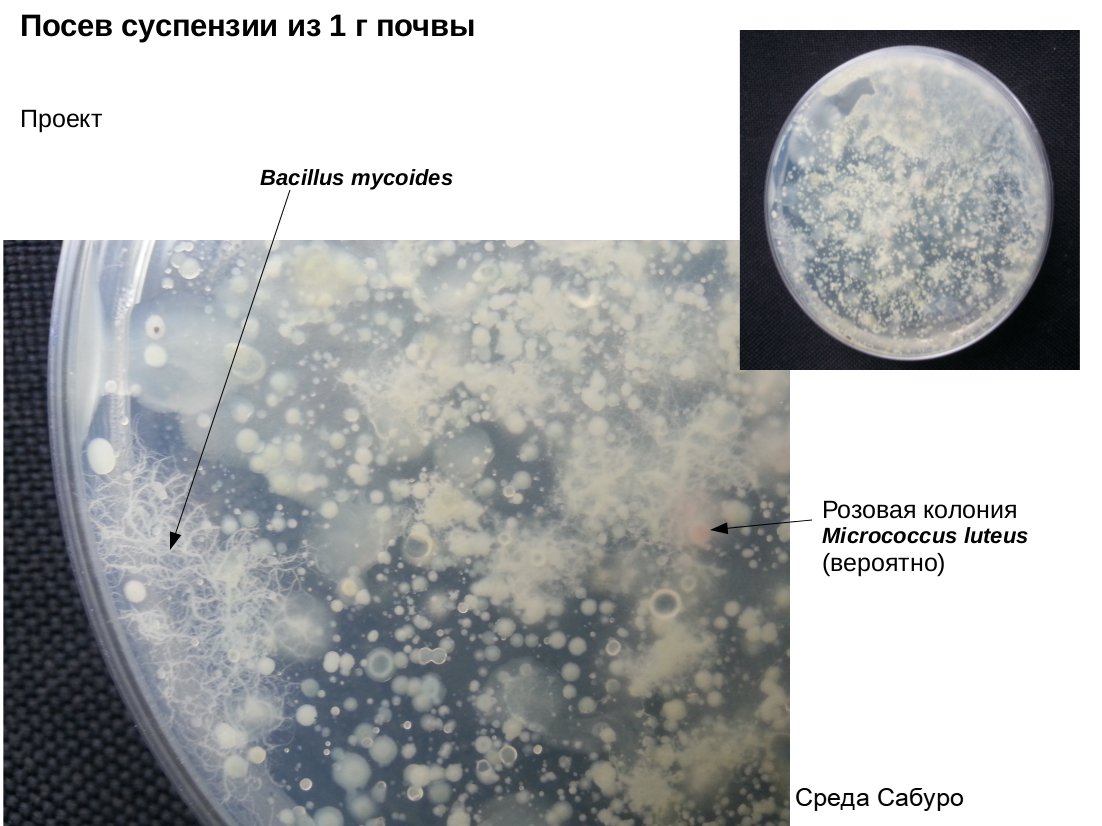 Посев суспензии из 1 г почвы
Проект
Bacillus mycoides
Розовая колония
Micrococcus luteus
(вероятно)
Среда Сабуро